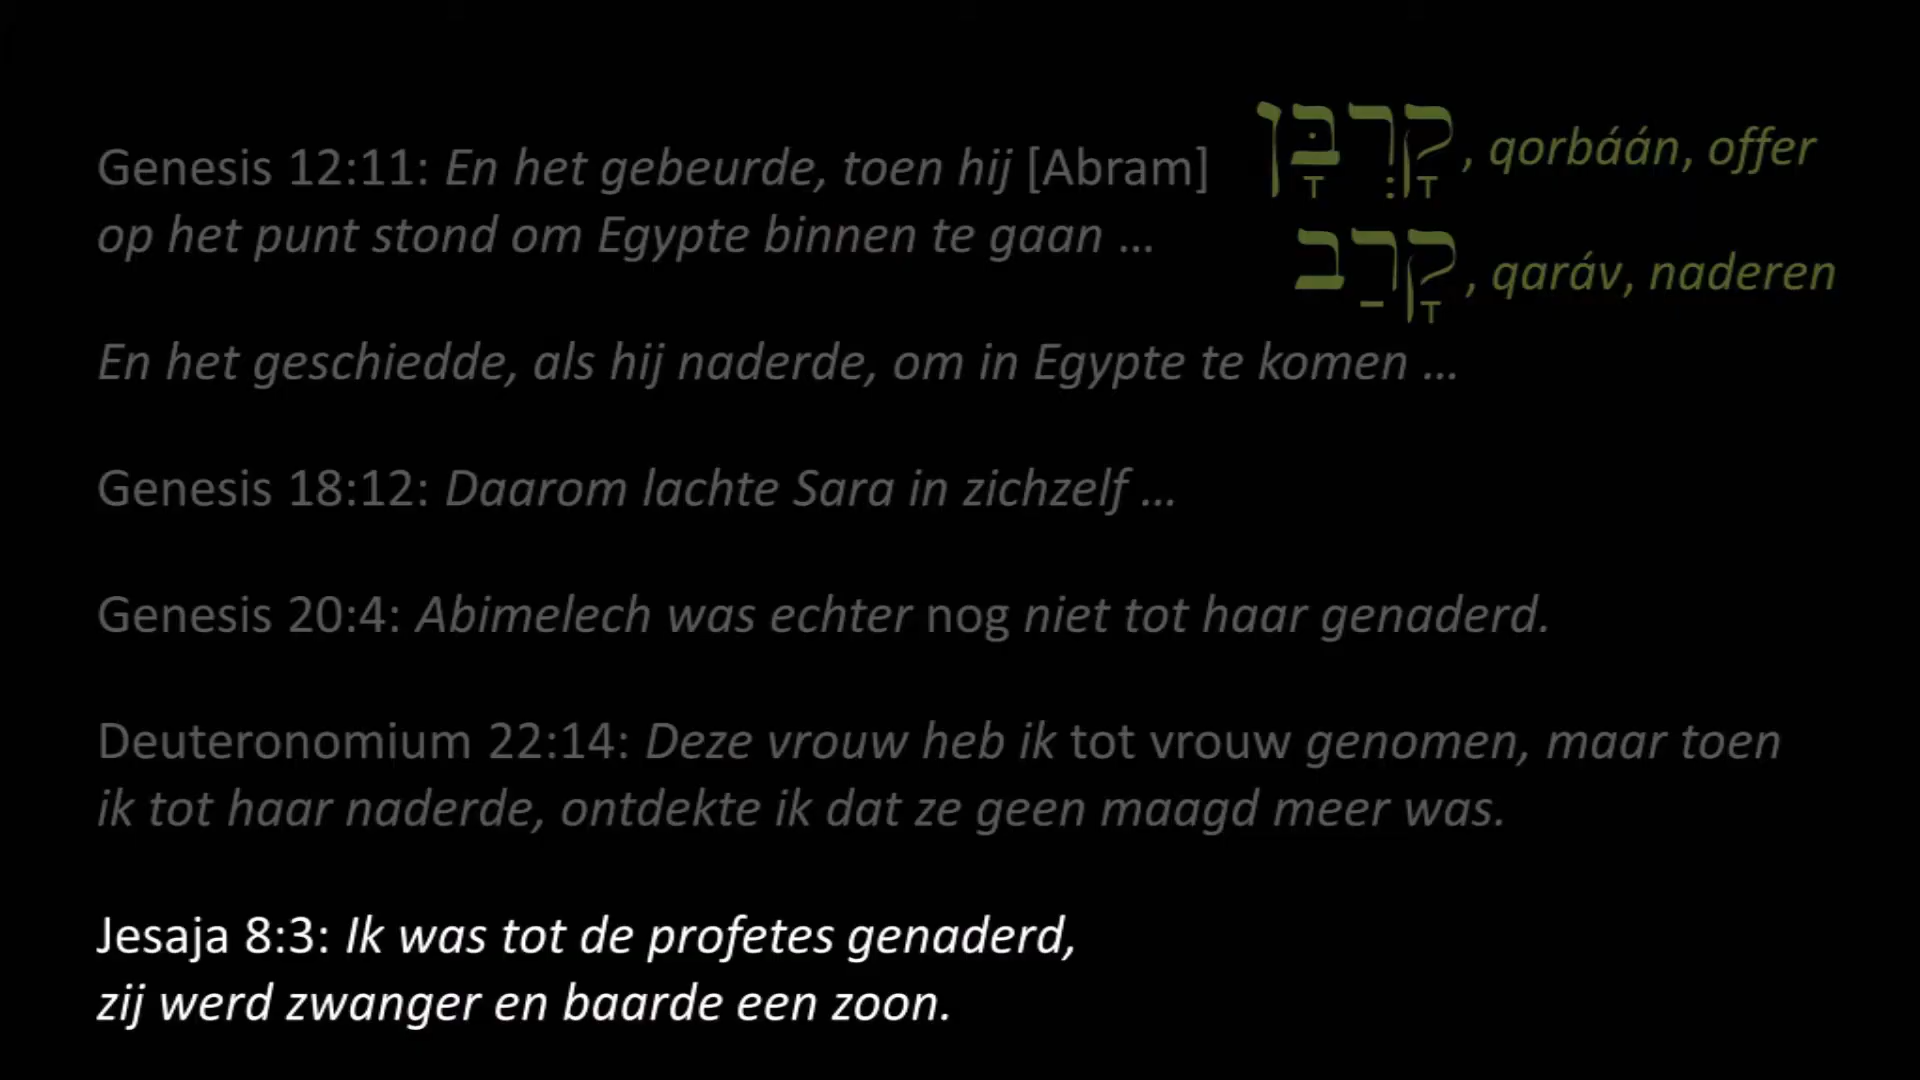 Genesis 12:11: En het gebeurde, toen hij [Abram]
op het punt stond om Egypte binnen te gaan ...
קָרְבָּן, qorbáán, offer
קָרַב, qaráv, naderen
En het geschiedde, als hij naderde, om in Egypte te komen ...
Genesis 18:12: Daarom lachte Sara in zichzelf ...
Genesis 20:4: Abimelech was echter nog niet tot haar genaderd.
Deuteronomium 22:14: Deze vrouw heb ik tot vrouw genomen, maar toen
ik tot haar naderde, ontdekte ik dat ze geen maagd meer was.
Jesaja 8:3: Ik was tot de profetes genaderd,
zij werd zwanger en baarde een zoon.